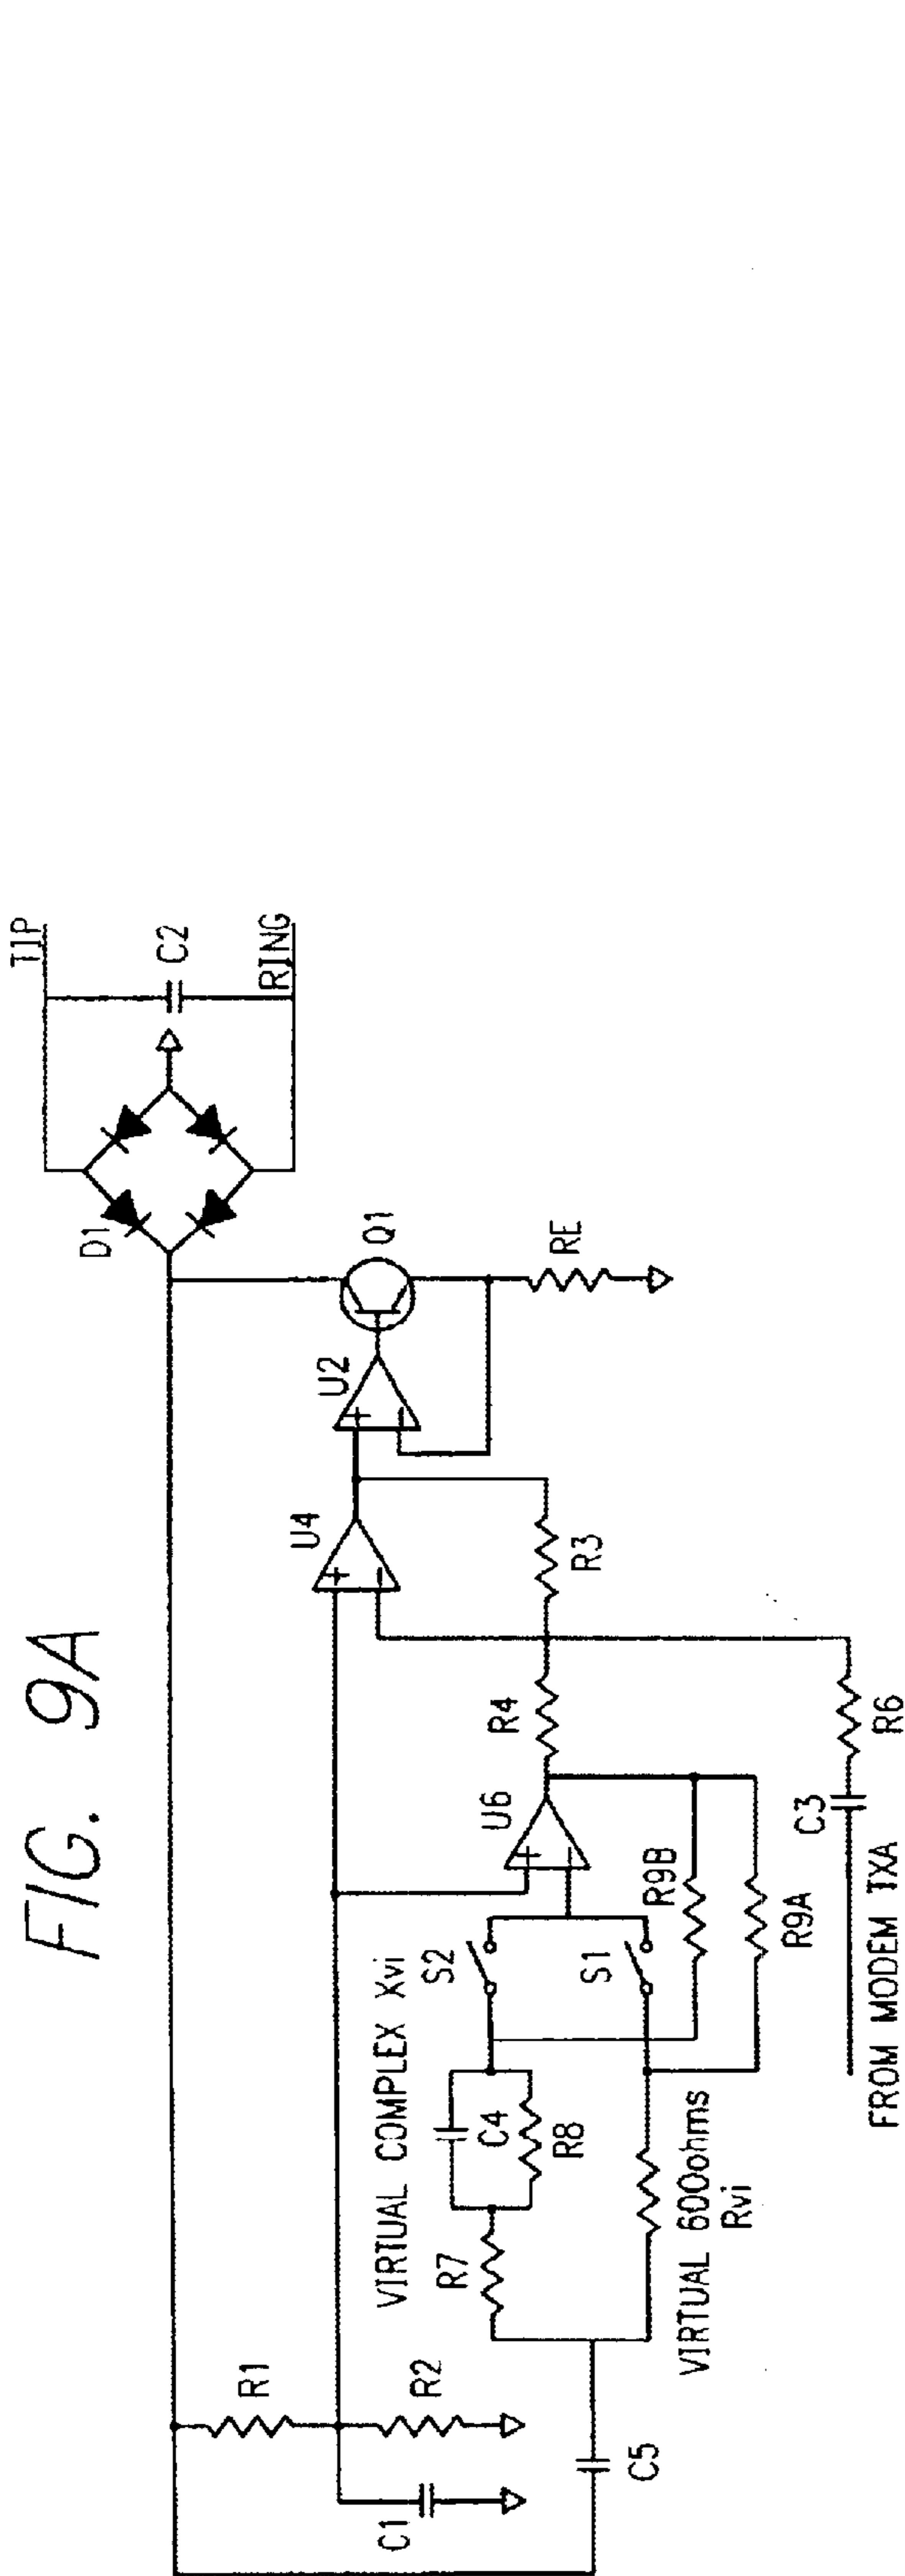 FIG. 9A
TIP
C2
RING
D1
Q1
RE
U2
+
−
U4
+
−
R3
R4
U6
+
−
R9B
R9A
R6
C3
FROM MODEM TXA
VIRTUAL COMPLEX Xvi
S2
S1
C4
R8
R7
VIRTUAL 600ohms
Rvi
R1
R2
C1
C5